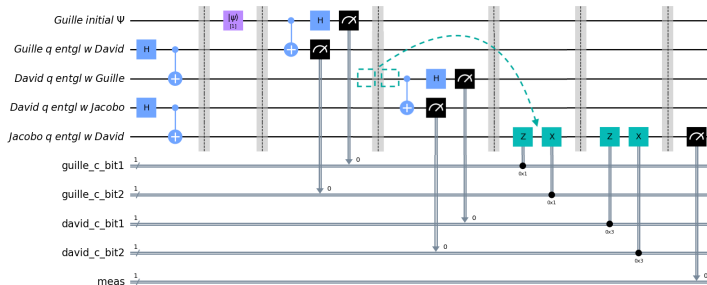 Guille initial Ψ
|ψ⟩
[1]
H
Guille q entgl w David
H
David q entgl w Guille
H
David q entgl w Jacobo
H
Jacobo q entgl w David
Z
X
Z
X
guille_c_bit1
1
0
0x1
guille_c_bit2
1
0
0x1
david_c_bit1
1
0
0x3
david_c_bit2
1
0
0x3
meas
1
0